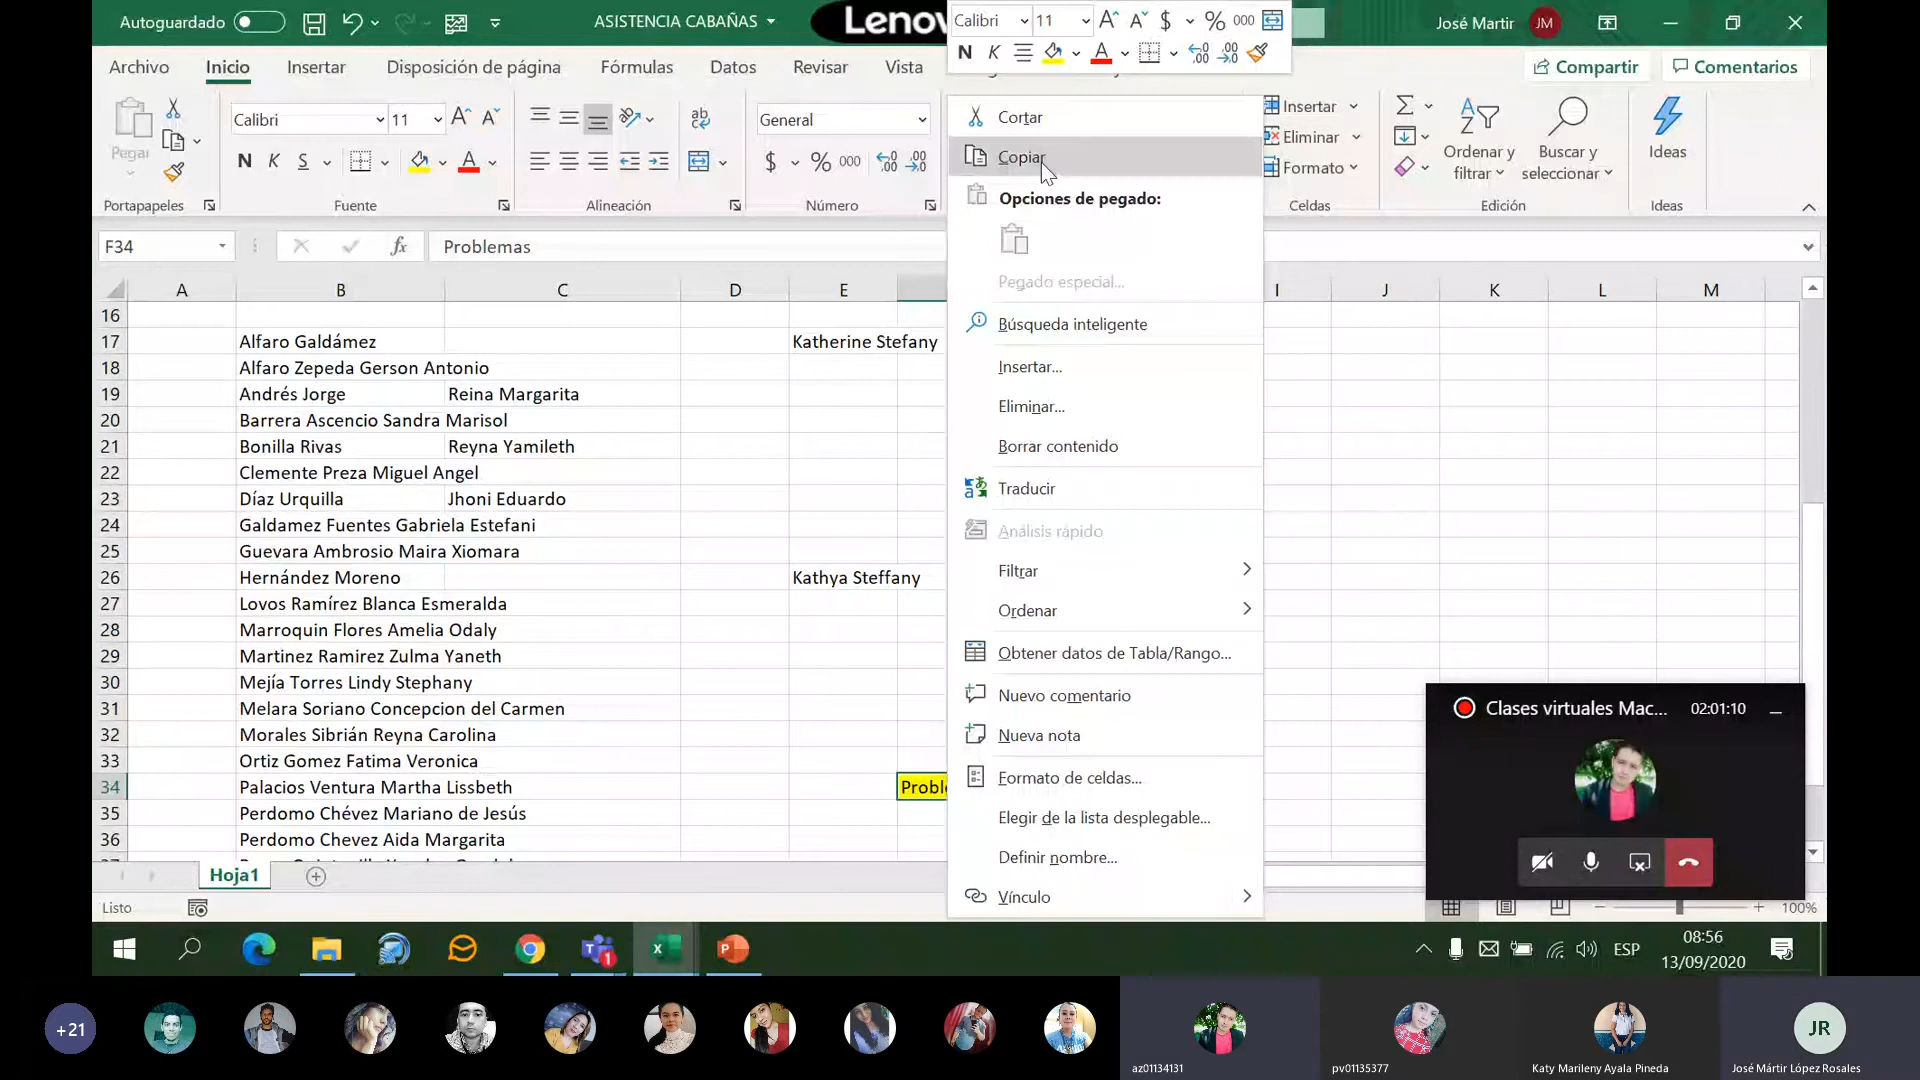 Autoguardado
ASISTENCIA CABAÑAS
Lenov
José Martir
JM
Calibri 11 $ % 000
N K
Archivo Inicio Insertar Disposición de página Fórmulas Datos Revisar Vista
Compartir Comentarios
Pegar
Calibri 11
N K S
General
$ % 000
Insertar
Eliminar
Formato
Ordenar y filtrar
Buscar y seleccionar
Ideas
Portapapeles Fuente Alineación Número Celdas Edición Ideas
F34 fx Problemas
A B C D E I J K L M
16
17 Alfaro Galdámez Katherine Stefany
18 Alfaro Zepeda Gerson Antonio
19 Andrés Jorge Reina Margarita
20 Barrera Ascencio Sandra Marisol
21 Bonilla Rivas Reyna Yamileth
22 Clemente Preza Miguel Angel
23 Díaz Urquilla Jhoni Eduardo
24 Galdamez Fuentes Gabriela Estefani
25 Guevara Ambrosio Maira Xiomara
26 Hernández Moreno Kathya Steffany
27 Lovos Ramírez Blanca Esmeralda
28 Marroquin Flores Amelia Odaly
29 Martinez Ramirez Zulma Yaneth
30 Mejía Torres Lindy Stephany
31 Melara Soriano Concepcion del Carmen
32 Morales Sibrián Reyna Carolina
33 Ortiz Gomez Fatima Veronica
34 Palacios Ventura Martha Lissbeth Proble
35 Perdomo Chévez Mariano de Jesús
36 Perdomo Chevez Aida Margarita
Cortar
Copiar
Opciones de pegado:
Pegado especial...
Búsqueda inteligente
Insertar...
Eliminar...
Borrar contenido
Traducir
Análisis rápido
Filtrar
Ordenar
Obtener datos de Tabla/Rango...
Nuevo comentario
Nueva nota
Formato de celdas...
Elegir de la lista desplegable...
Definir nombre...
Vínculo
Clases virtuales Mac... 02:01:10
Hoja1
Listo
100%
ESP
08:56
13/09/2020
+21
az01134131
pv01135377
Katy Marileny Ayala Pineda
JR
José Mártir López Rosales